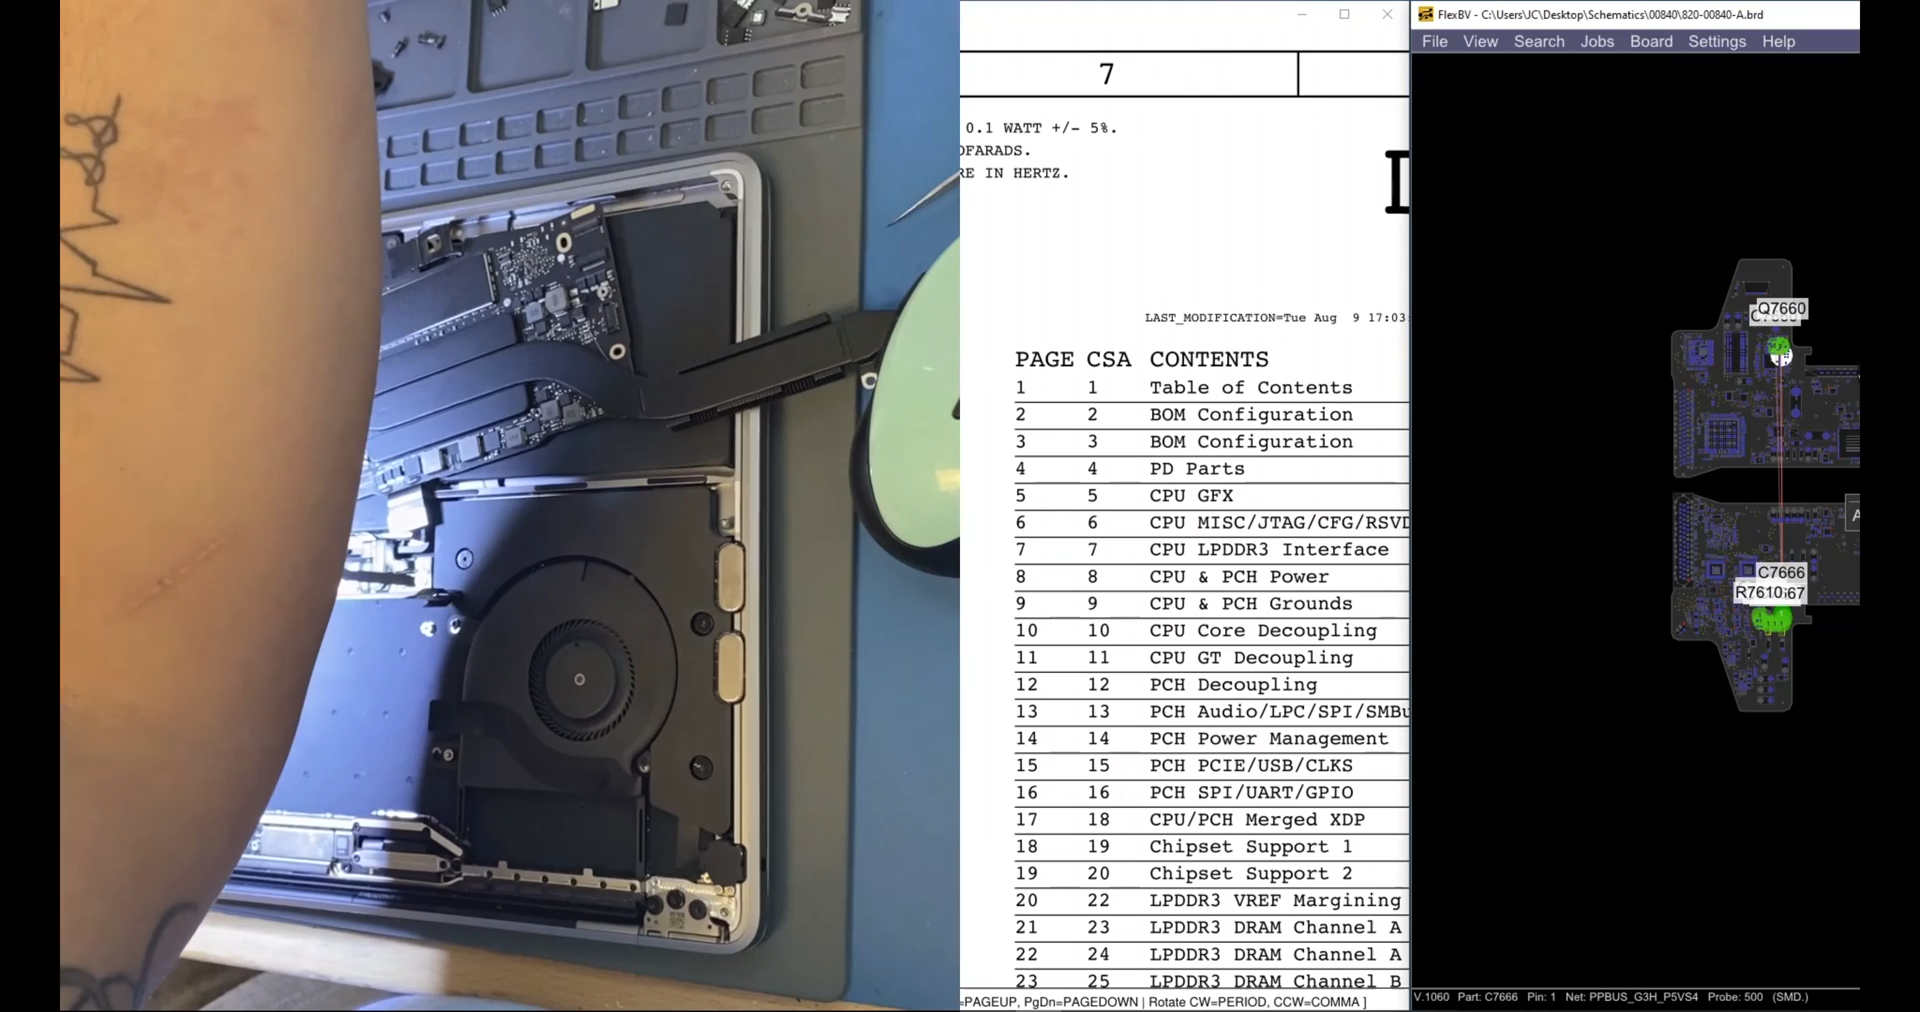 7
0.1 WATT +/- 5%.
OFARADS.
RE IN HERTZ.
LAST_MODIFICATION=Tue Aug 9 17:03:
PAGE CSA CONTENTS
1 1 Table of Contents
2 2 BOM Configuration
3 3 BOM Configuration
4 4 PD Parts
5 5 CPU GFX
6 6 CPU MISC/JTAG/CFG/RSVD
7 7 CPU LPDDR3 Interface
8 8 CPU & PCH Power
9 9 CPU & PCH Grounds
10 10 CPU Core Decoupling
11 11 CPU GT Decoupling
12 12 PCH Decoupling
13 13 PCH Audio/LPC/SPI/SMBu
14 14 PCH Power Management
15 15 PCH PCIE/USB/CLKS
16 16 PCH SPI/UART/GPIO
17 18 CPU/PCH Merged XDP
18 19 Chipset Support 1
19 20 Chipset Support 2
20 22 LPDDR3 VREF Margining
21 23 LPDDR3 DRAM Channel A
22 24 LPDDR3 DRAM Channel A
23 25 LPDDR3 DRAM Channel B
=PAGEUP, PgDn=PAGEDOWN | Rotate CW=PERIOD, CCW=COMMA ]
FlexBV - C:\Users\JC\Desktop\Schematics\00840\820-00840-A.brd
File View Search Jobs Board Settings Help
Q7660
A
C7666
R7610
67
V.1060 Part: C7666 Pin: 1 Net: PPBUS_G3H_P5VS4 Probe: 500 (SMD.)